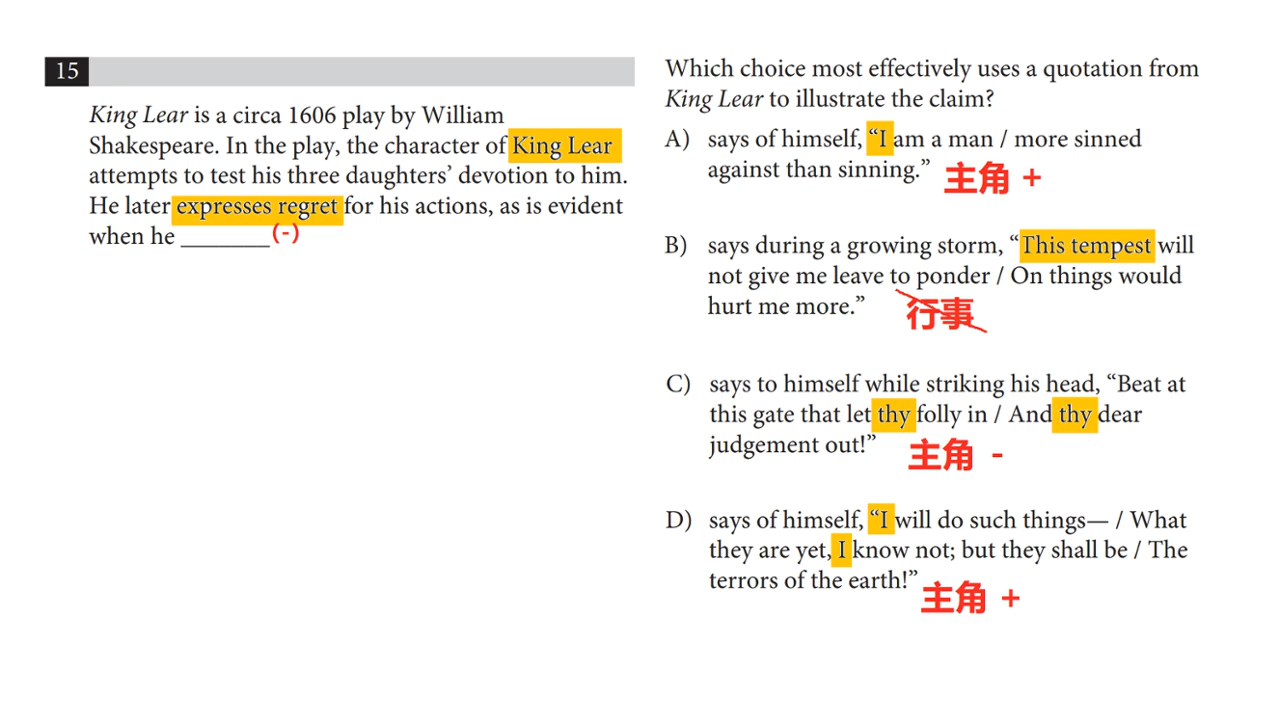 15
King Lear is a circa 1606 play by William
Shakespeare. In the play, the character of King Lear
attempts to test his three daughters’ devotion to him.
He later expresses regret for his actions, as is evident
when he _______(-)
Which choice most effectively uses a quotation from
King Lear to illustrate the claim?
A) says of himself, “I am a man / more sinned
against than sinning.” 主角 +
B) says during a growing storm, “This tempest will
not give me leave to ponder / On things would
hurt me more.” 行事
C) says to himself while striking his head, “Beat at
this gate that let thy folly in / And thy dear
judgement out!” 主角 -
D) says of himself, “I will do such things— / What
they are yet, I know not; but they shall be / The
terrors of the earth!” 主角 +